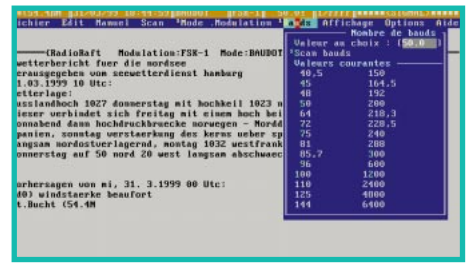 ichier Edit Manuel Scan *Mode .Modulation *Bauds Affichage Options Aide
Nombre de bauds
Valeur au choix : [50.0 ]
*Scan bauds
Valeurs courantes
40,5 150
45 164,5
48 192
50 200
64 218,3
72 228,5
75 240
81 288
85.7 300
96 600
100 1200
110 2400
125 4800
144 6400
(RadioRaft Modulation:FSK-1 Mode:BAUDOT
wetterbericht fuer die nordsee
erausgegeben vom seewetterdienst hamburg
1.03.1999 10 Utc:
etterlage:
usslandhoch 1027 donnerstag mit hochkeil 1023 n
ieser verbindet sich freitag mit einem hoch bei
onnabend dann hochdruckbruecke norwegen - Nordd
panien, sonntag verstaerkung des kerns ueber sp
angsam nordostverlagernd, montag 1032 westfrank
onnerstag auf 50 nord 20 west langsam abschwaec
orhersagen von mi, 31. 3.1999 00 Utc:
d0) windstaerke beaufort
t.Bucht (54.4N